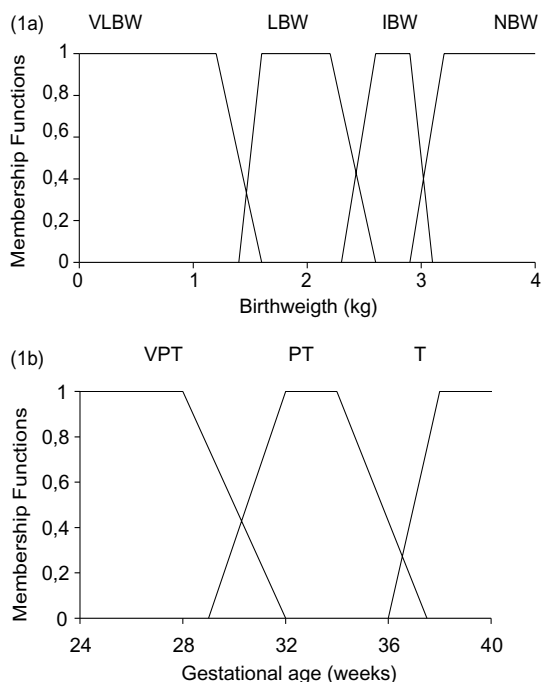 (1a)
VLBW LBW IBW NBW
1
0,8
0,6
0,4
0,2
0
Membership Functions
0 1 2 3 4
Birthweigth (kg)
(1b)
VPT PT T
1
0,8
0,6
0,4
0,2
0
Membership Functions
24 28 32 36 40
Gestational age (weeks)